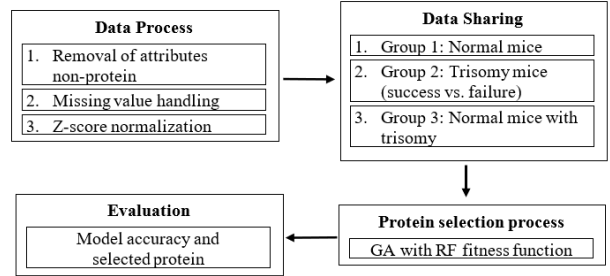 Data Process
1. Removal of attributes
non-protein
2. Missing value handling
3. Z-score normalization
Data Sharing
1. Group 1: Normal mice
2. Group 2: Trisomy mice
(success vs. failure)
3. Group 3: Normal mice with
trisomy
Protein selection process
GA with RF fitness function
Evaluation
Model accuracy and
selected protein